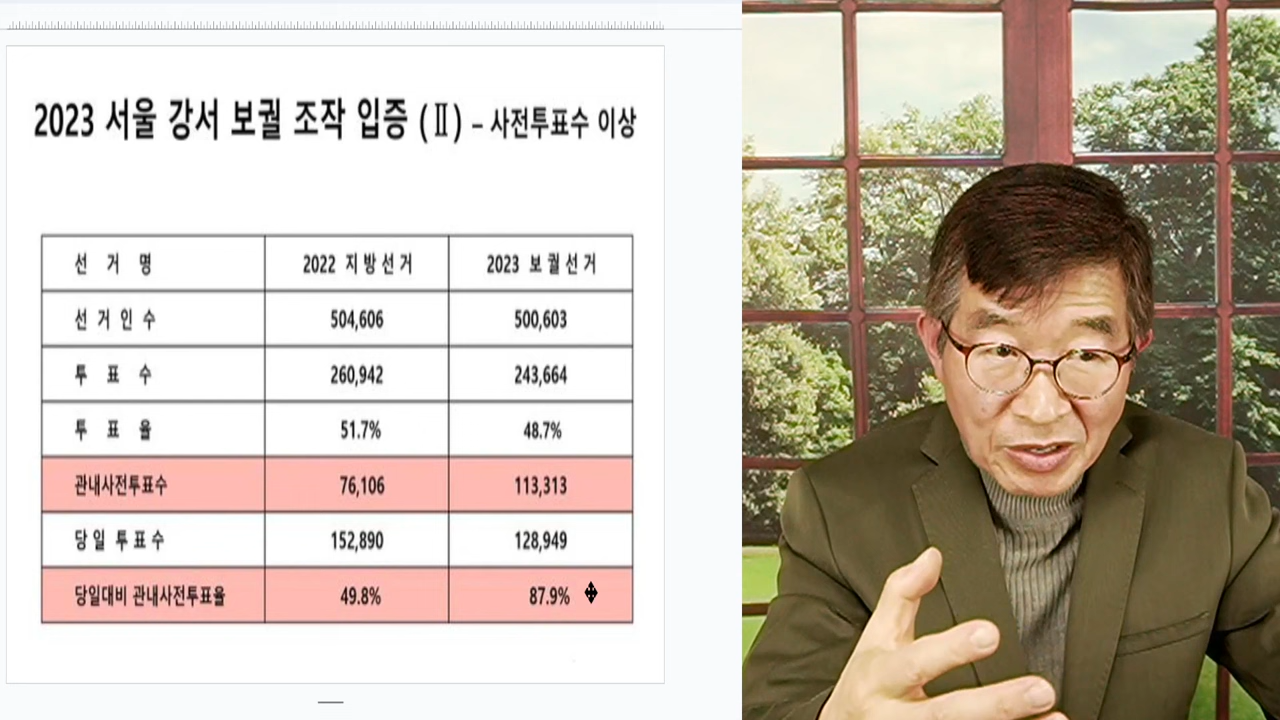 2023 서울 강서 보궐 조작 입증 (Ⅱ) – 사전투표수 이상
선 거 명 2022 지방선거 2023 보궐선거
선 거 인 수 504,606 500,603
투 표 수 260,942 243,664
투 표 율 51.7% 48.7%
관내사전투표수 76,106 113,313
당일 투표수 152,890 128,949
당일대비 관내사전투표율 49.8% 87.9%